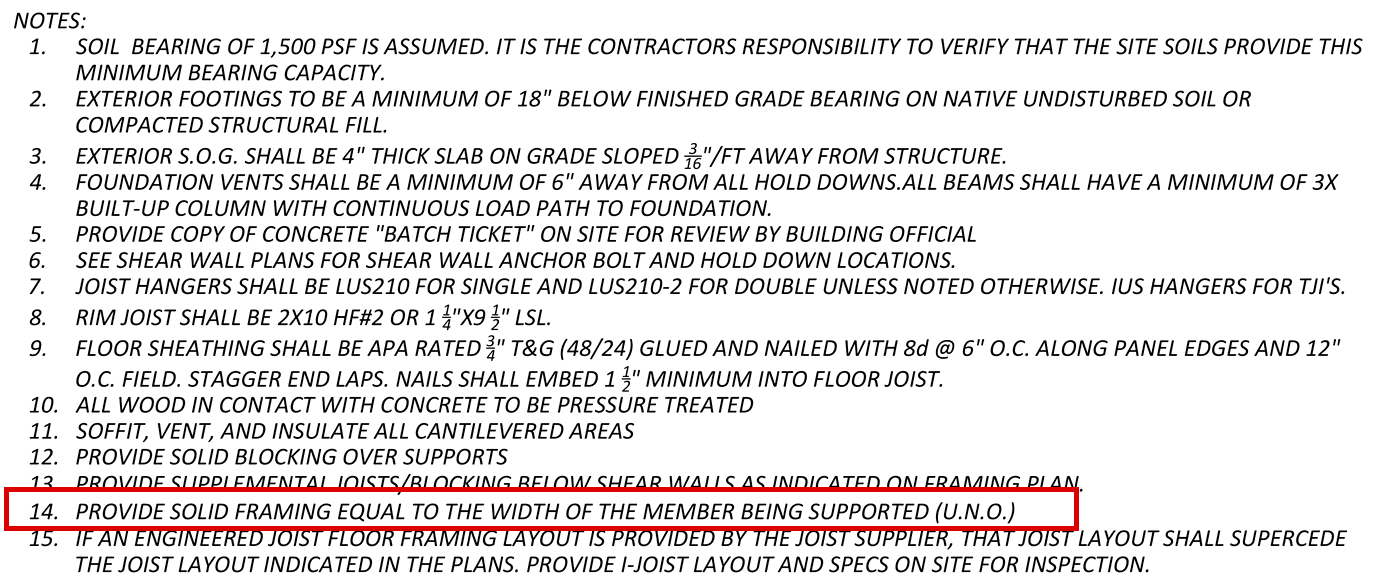 NOTES:
1. SOIL BEARING OF 1,500 PSF IS ASSUMED. IT IS THE CONTRACTORS RESPONSIBILITY TO VERIFY THAT THE SITE SOILS PROVIDE THIS
MINIMUM BEARING CAPACITY.
2. EXTERIOR FOOTINGS TO BE A MINIMUM OF 18" BELOW FINISHED GRADE BEARING ON NATIVE UNDISTURBED SOIL OR
COMPACTED STRUCTURAL FILL.
3. EXTERIOR S.O.G. SHALL BE 4" THICK SLAB ON GRADE SLOPED 3/16"/FT AWAY FROM STRUCTURE.
4. FOUNDATION VENTS SHALL BE A MINIMUM OF 6" AWAY FROM ALL HOLD DOWNS.ALL BEAMS SHALL HAVE A MINIMUM OF 3X
BUILT-UP COLUMN WITH CONTINUOUS LOAD PATH TO FOUNDATION.
5. PROVIDE COPY OF CONCRETE "BATCH TICKET" ON SITE FOR REVIEW BY BUILDING OFFICIAL
6. SEE SHEAR WALL PLANS FOR SHEAR WALL ANCHOR BOLT AND HOLD DOWN LOCATIONS.
7. JOIST HANGERS SHALL BE LUS210 FOR SINGLE AND LUS210-2 FOR DOUBLE UNLESS NOTED OTHERWISE. IUS HANGERS FOR TJI'S.
8. RIM JOIST SHALL BE 2X10 HF#2 OR 1 1/4"X9 1/2" LSL.
9. FLOOR SHEATHING SHALL BE APA RATED 3/4" T&G (48/24) GLUED AND NAILED WITH 8d @ 6" O.C. ALONG PANEL EDGES AND 12"
O.C. FIELD. STAGGER END LAPS. NAILS SHALL EMBED 1 1/2" MINIMUM INTO FLOOR JOIST.
10. ALL WOOD IN CONTACT WITH CONCRETE TO BE PRESSURE TREATED
11. SOFFIT, VENT, AND INSULATE ALL CANTILEVERED AREAS
12. PROVIDE SOLID BLOCKING OVER SUPPORTS
13. PROVIDE SUPPLEMENTAL JOISTS/BLOCKING BELOW SHEAR WALLS AS INDICATED ON FRAMING PLAN.
14. PROVIDE SOLID FRAMING EQUAL TO THE WIDTH OF THE MEMBER BEING SUPPORTED (U.N.O.)
15. IF AN ENGINEERED JOIST FLOOR FRAMING LAYOUT IS PROVIDED BY THE JOIST SUPPLIER, THAT JOIST LAYOUT SHALL SUPERCEDE
THE JOIST LAYOUT INDICATED IN THE PLANS. PROVIDE I-JOIST LAYOUT AND SPECS ON SITE FOR INSPECTION.